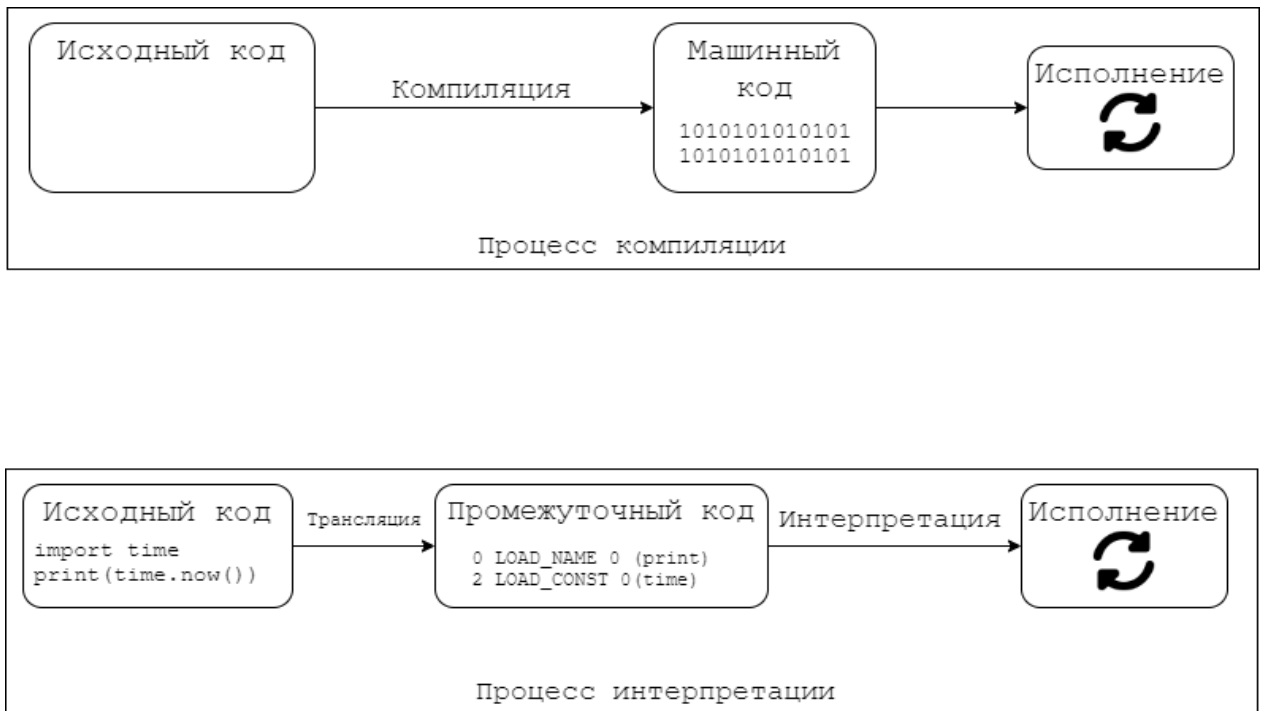 Исходный код
Компиляция
Машинный
код
1010101010101
1010101010101
Исполнение
Процесс компиляции
Исходный код
import time
print(time.now())
Трансляция
Промежуточный код
0 LOAD_NAME 0 (print)
2 LOAD_CONST 0(time)
Интерпретация
Исполнение
Процесс интерпретации